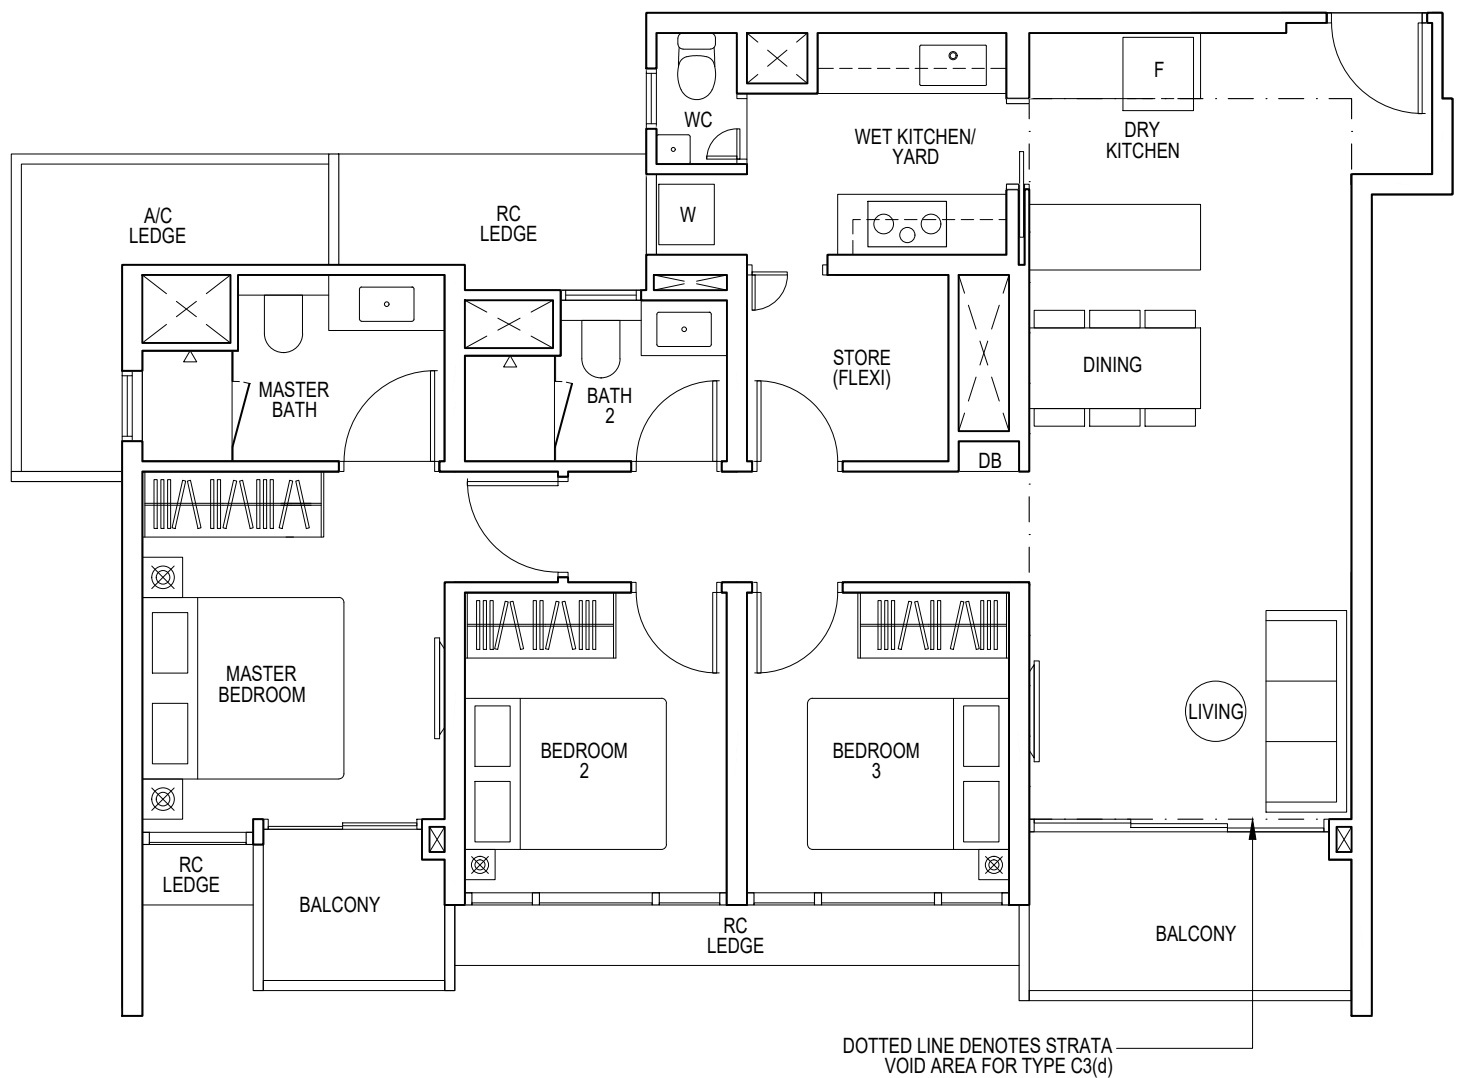 F
WC
WET KITCHEN/
YARD
DRY
KITCHEN
A/C
LEDGE
RC
LEDGE
W
STORE
(FLEXI)
DINING
MASTER
BATH
BATH
2
DB
MASTER
BEDROOM
LIVING
BEDROOM
2
BEDROOM
3
RC
LEDGE
BALCONY
RC
LEDGE
BALCONY
DOTTED LINE DENOTES STRATA
VOID AREA FOR TYPE C3(d)